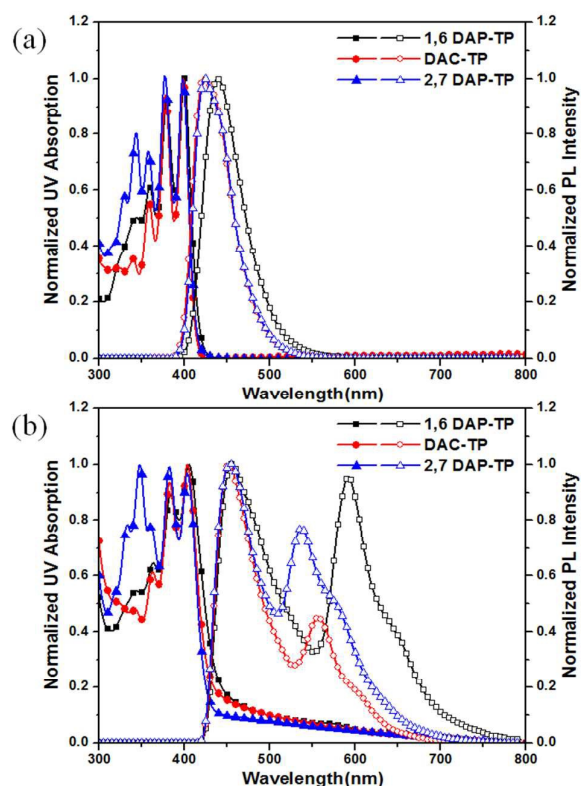 (a)
1,6 DAP-TP
DAC-TP
2,7 DAP-TP
Normalized UV Absorption
Normalized PL Intensity
1.2
1.0
0.8
0.6
0.4
0.2
0.0
1.2
1.0
0.8
0.6
0.4
0.2
0.0
300 400 500 600 700 800
Wavelength(nm)
(b)
1,6 DAP-TP
DAC-TP
2,7 DAP-TP
Normalized UV Absorption
Normalized PL Intensity
1.2
1.0
0.8
0.6
0.4
0.2
0.0
1.2
1.0
0.8
0.6
0.4
0.2
0.0
300 400 500 600 700 800
Wavelength(nm)